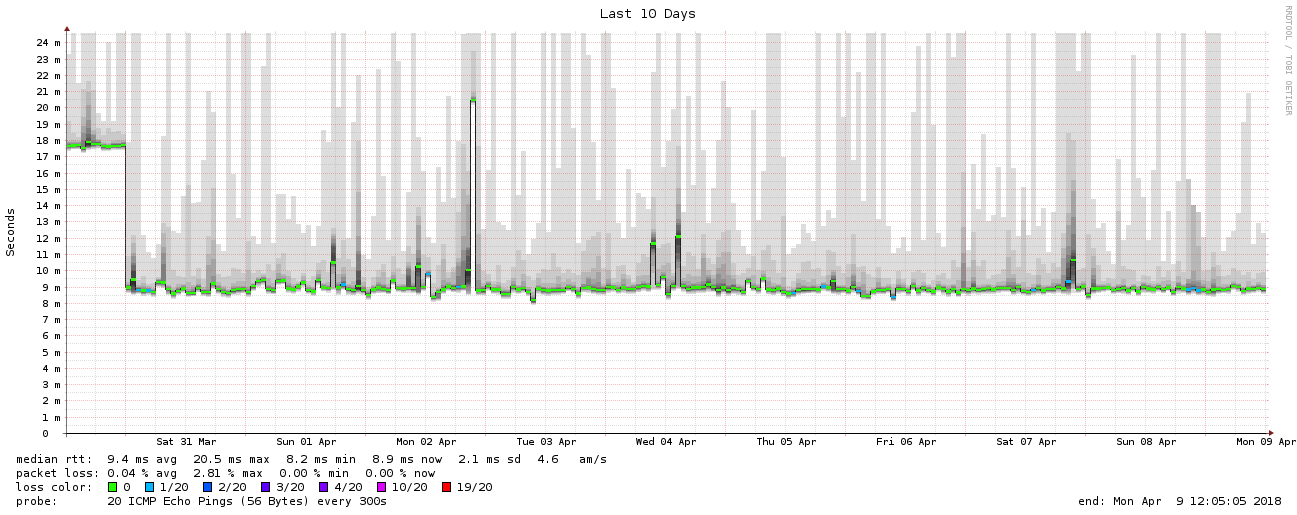 Last 10 Days
RRDTOOL / TOBI OETIKER
Seconds
24 m
23 m
22 m
21 m
20 m
19 m
18 m
17 m
16 m
15 m
14 m
13 m
12 m
11 m
10 m
9 m
8 m
7 m
6 m
5 m
4 m
3 m
2 m
1 m
0
Sat 31 Mar Sun 01 Apr Mon 02 Apr Tue 03 Apr Wed 04 Apr Thu 05 Apr Fri 06 Apr Sat 07 Apr Sun 08 Apr Mon 09 Apr
median rtt: 9.4 ms avg 20.5 ms max 8.2 ms min 8.9 ms now 2.1 ms sd 4.6 am/s
packet loss: 0.04 % avg 2.81 % max 0.00 % min 0.00 % now
loss color: 0 1/20 2/20 3/20 4/20 10/20 19/20
probe: 20 ICMP Echo Pings (56 Bytes) every 300s end: Mon Apr 9 12:05:05 2018